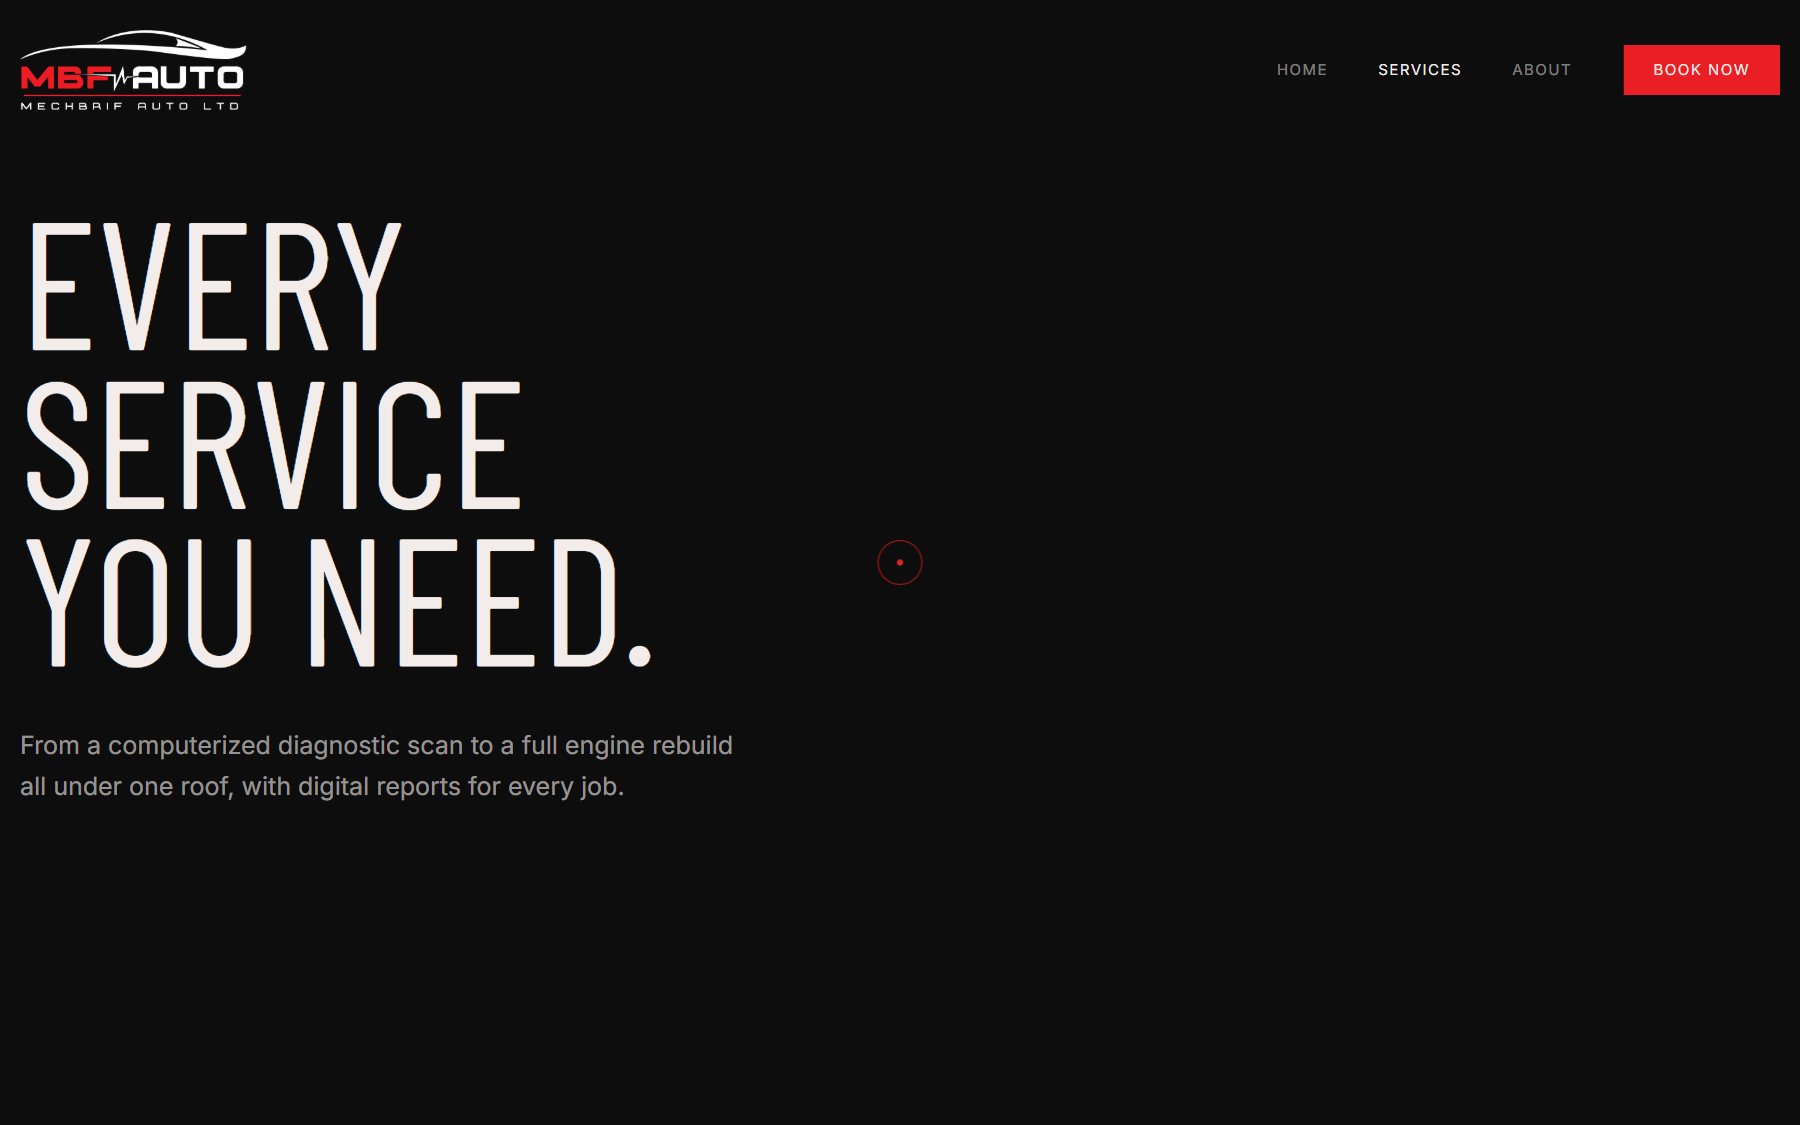 MBF AUTO
MECHBRIF AUTO LTD
HOME
SERVICES
ABOUT
BOOK NOW
EVERY
SERVICE
YOU NEED.
From a computerized diagnostic scan to a full engine rebuild
all under one roof, with digital reports for every job.